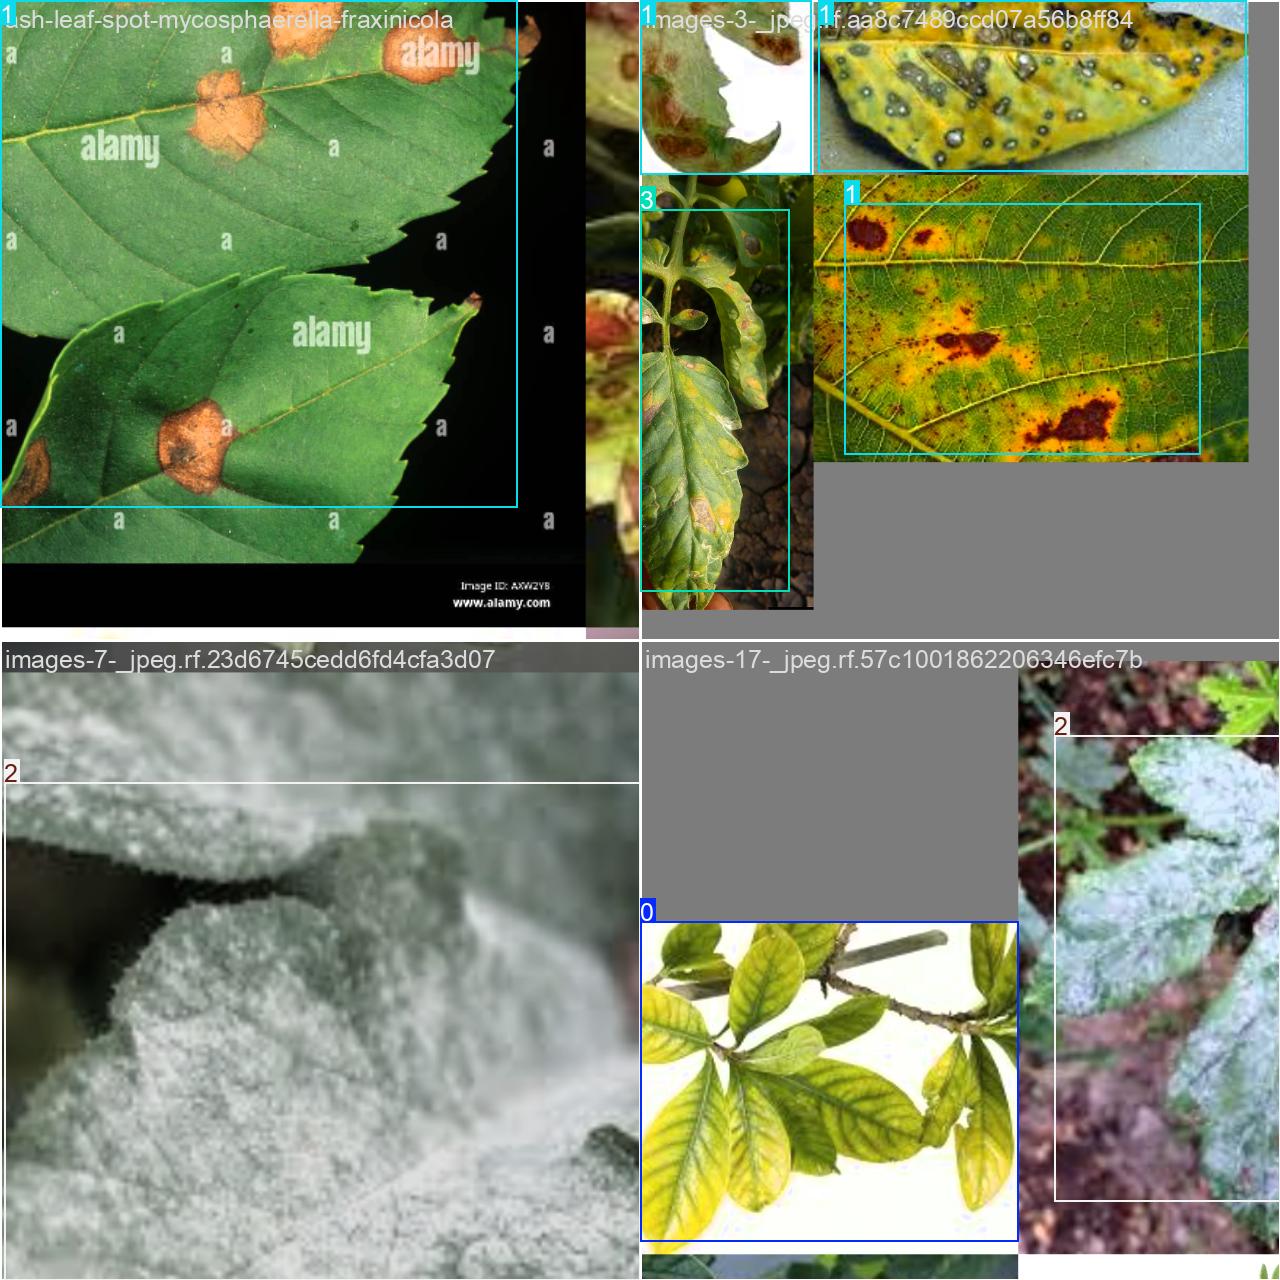 ush-leaf-spot-mycosphaerella-fraxinicola
1
a
a
alamy
alamy
a
a
a
a
a
a
alamy
a
a
a
a
a
a
a
Image ID: AXW2Y8
www.alamy.com
images-3-_jpeg.rf.aa8c7489ccd07a56b8ff84
1
1
3
1
images-7-_jpeg.rf.23d6745cedd6fd4cfa3d07
2
images-17-_jpeg.rf.57c1001862206346efc7b
2
0